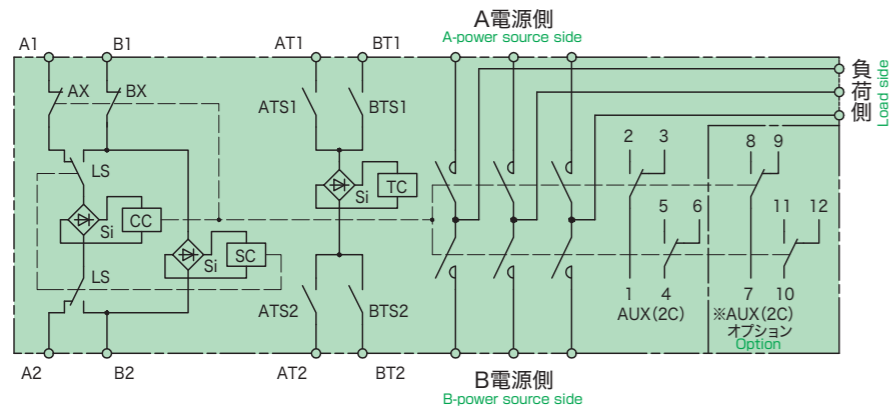 A電源側
A-power source side
A1
B1
AT1
BT1
負荷側
Load side
AX
BX
ATS1
BTS1
2
3
8
9
LS
Si
TC
5
6
11
12
Si
CC
Si
SC
LS
ATS2
BTS2
1
4
7
10
AUX(2C)
※AUX(2C)
オプション
Option
A2
B2
AT2
BT2
B電源側
B-power source side